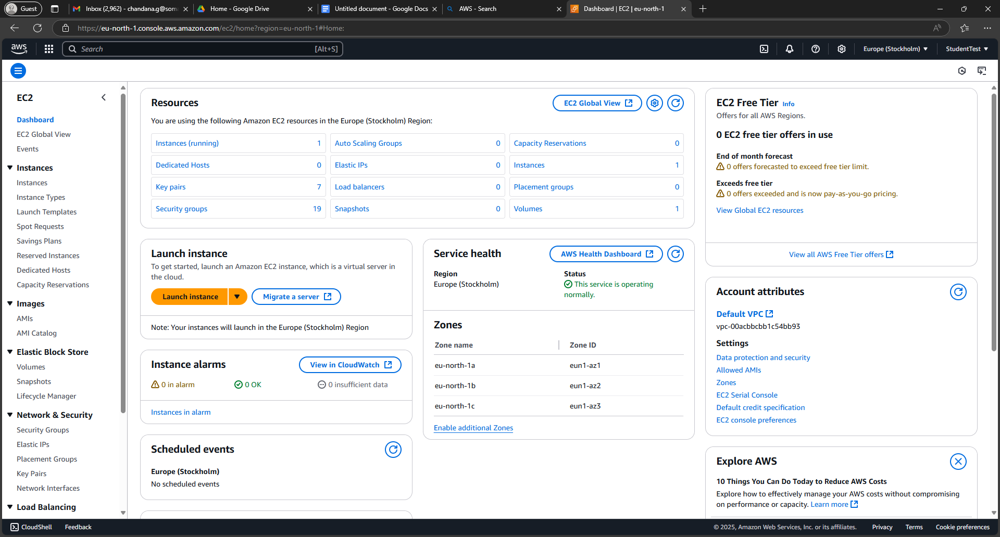 Guest
Inbox (2,962) - chandana.g@soma
Home - Google Drive
Untitled document - Google Docs
AWS - Search
Dashboard | EC2 | eu-north-1
https://eu-north-1.console.aws.amazon.com/ec2/home?region=eu-north-1#Home:
aws
Search
[Alt+S]
Europe (Stockholm)
StudentTest
EC2
Dashboard
EC2 Global View
Events
Instances
Instances
Instance Types
Launch Templates
Spot Requests
Savings Plans
Reserved Instances
Dedicated Hosts
Capacity Reservations
Images
AMIs
AMI Catalog
Elastic Block Store
Volumes
Snapshots
Lifecycle Manager
Network & Security
Security Groups
Elastic IPs
Placement Groups
Key Pairs
Network Interfaces
Load Balancing
Resources
EC2 Global View
You are using the following Amazon EC2 resources in the Europe (Stockholm) Region:
Instances (running) 1
Auto Scaling Groups 0
Capacity Reservations 0
Dedicated Hosts 0
Elastic IPs 0
Instances 1
Key pairs 7
Load balancers 0
Placement groups 0
Security groups 19
Snapshots 0
Volumes 1
Launch instance
To get started, launch an Amazon EC2 instance, which is a virtual server in
the cloud.
Launch instance
Migrate a server
Note: Your instances will launch in the Europe (Stockholm) Region
Instance alarms
View in CloudWatch
0 in alarm
0 OK
0 insufficient data
Instances in alarm
Scheduled events
Europe (Stockholm)
No scheduled events
Service health
AWS Health Dashboard
Region
Europe (Stockholm)
Status
This service is operating
normally.
Zones
Zone name
Zone ID
eu-north-1a
eun1-az1
eu-north-1b
eun1-az2
eu-north-1c
eun1-az3
Enable additional Zones
EC2 Free Tier Info
Offers for all AWS Regions.
0 EC2 free tier offers in use
End of month forecast
0 offers forecasted to exceed free tier limit.
Exceeds free tier
0 offers exceeded and is now pay-as-you-go pricing.
View Global EC2 resources
View all AWS Free Tier offers
Account attributes
Default VPC
vpc-00acbbcbb1c54bb93
Settings
Data protection and security
Allowed AMIs
Zones
EC2 Serial Console
Default credit specification
EC2 console preferences
Explore AWS
10 Things You Can Do Today to Reduce AWS Costs
Explore how to effectively manage your AWS costs without compromising
on performance or capacity. Learn more
CloudShell
Feedback
© 2025, Amazon Web Services, Inc. or its affiliates.
Privacy
Terms
Cookie preferences